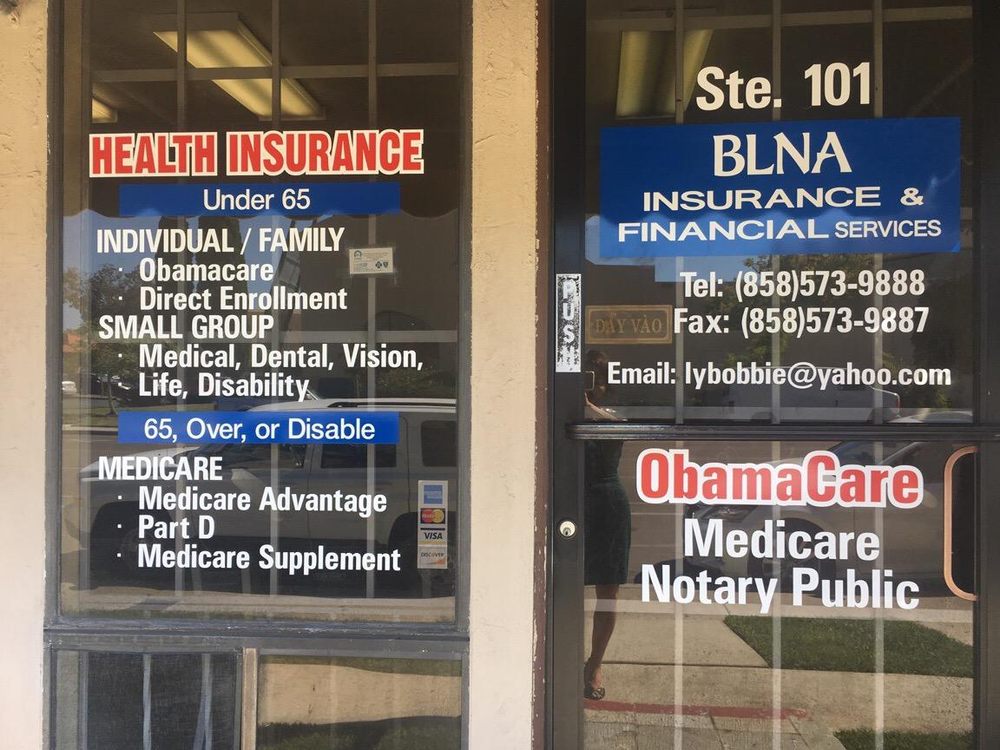 HEALTH INSURANCE
Under 65
INDIVIDUAL / FAMILY
· Obamacare
· Direct Enrollment
SMALL GROUP
· Medical, Dental, Vision,
Life, Disability
65, Over, or Disable
MEDICARE
· Medicare Advantage
· Part D
· Medicare Supplement
VISA
DISCOVER
Ste. 101
BLNA
INSURANCE &
FINANCIAL SERVICES
Tel: (858)573-9888
Fax: (858)573-9887
Email: lybobbie@yahoo.com
PUSH
ĐẨY VÀO
ObamaCare
Medicare
Notary Public